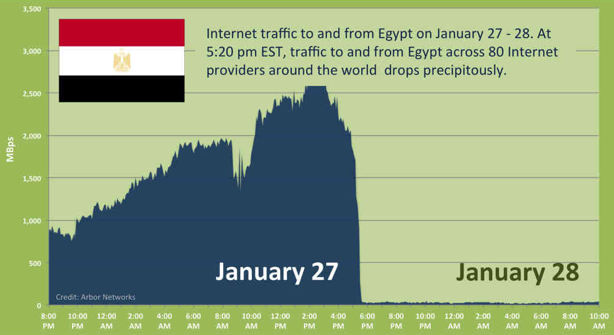 3,500
Internet traffic to and from Egypt on January 27 - 28. At
5:20 pm EST, traffic to and from Egypt across 80 Internet
providers around the world drops precipitously.
3,000
2,500
2,000
MBps
1,500
1,000
500
January 27
January 28
Credit: Arbor Networks
0
8:00 10:00 12:00 2:00 4:00 6:00 8:00 10:00 12:00 2:00 4:00 6:00 8:00 10:00 12:00 2:00 4:00 6:00 8:00 10:00
PM PM AM AM AM AM AM AM PM PM PM PM PM PM AM AM AM AM AM AM